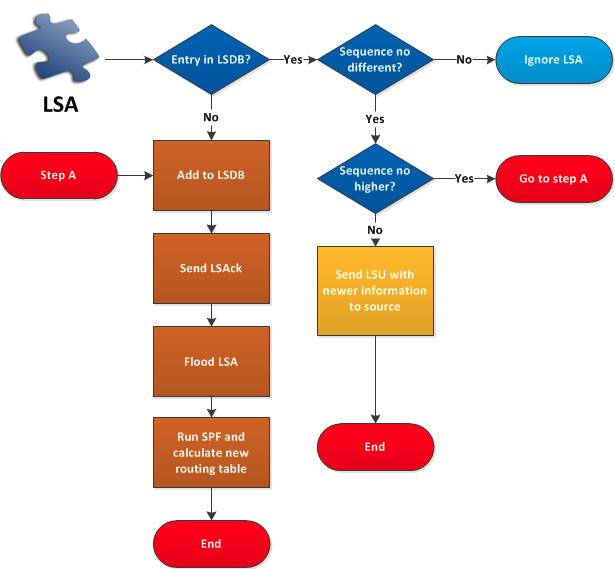 LSA
Entry in LSDB?
Yes
Sequence no
different?
No
Ignore LSA
No
Yes
Step A
Add to LSDB
Sequence no
higher?
Yes
Go to step A
No
Send LSAck
Send LSU with
newer information
to source
Flood LSA
Run SPF and
calculate new
routing table
End
End